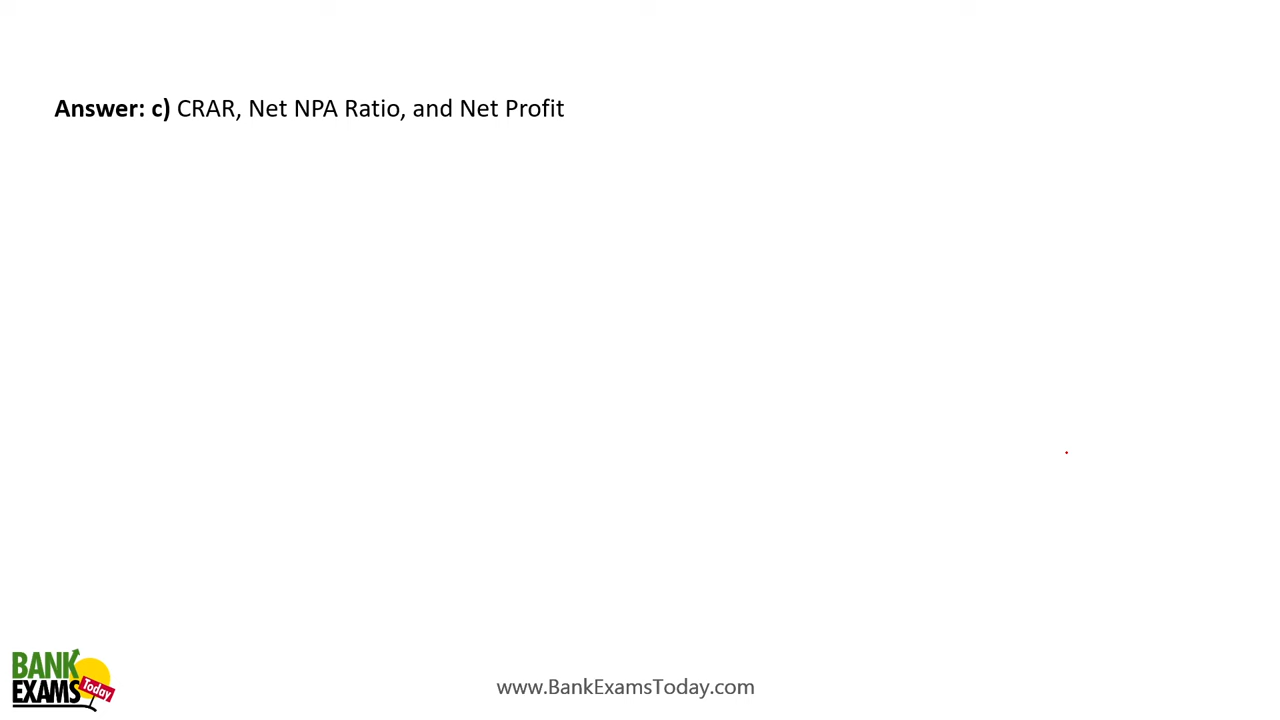 Answer: c) CRAR, Net NPA Ratio, and Net Profit
BANK
EXAMS
Today
www.BankExamsToday.com